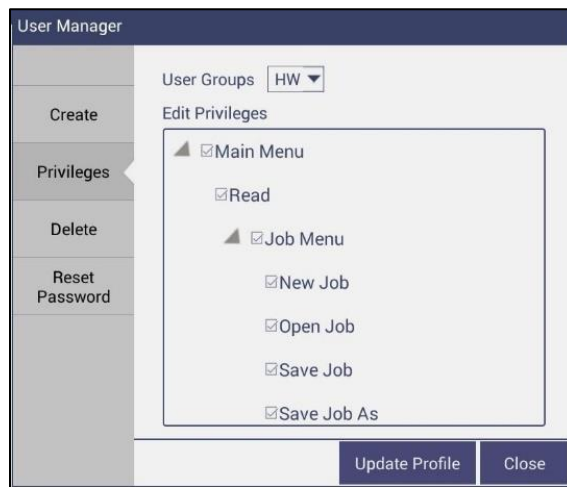 User Manager
Create
Privileges
Delete
Reset
Password
User Groups HW
Edit Privileges
Main Menu
Read
Job Menu
New Job
Open Job
Save Job
Save Job As
Update Profile
Close